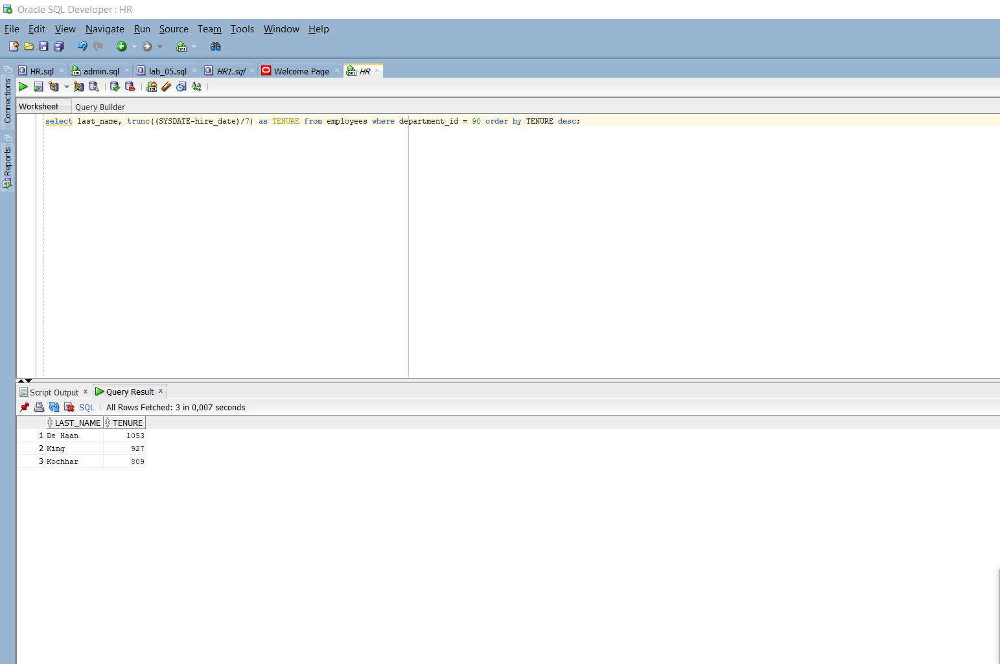 Oracle SQL Developer : HR
File Edit View Navigate Run Source Team Tools Window Help
HR.sql admin.sql lab_05.sql HR1.sql Welcome Page HR
Connections
Reports
Worksheet Query Builder
select last_name, trunc((SYSDATE-hire_date)/7) as TENURE from employees where department_id = 90 order by TENURE desc;
Script Output x Query Result x
SQL All Rows Fetched: 3 in 0,007 seconds
LAST_NAME TENURE
1 De Haan 1053
2 King 927
3 Kochhar 809